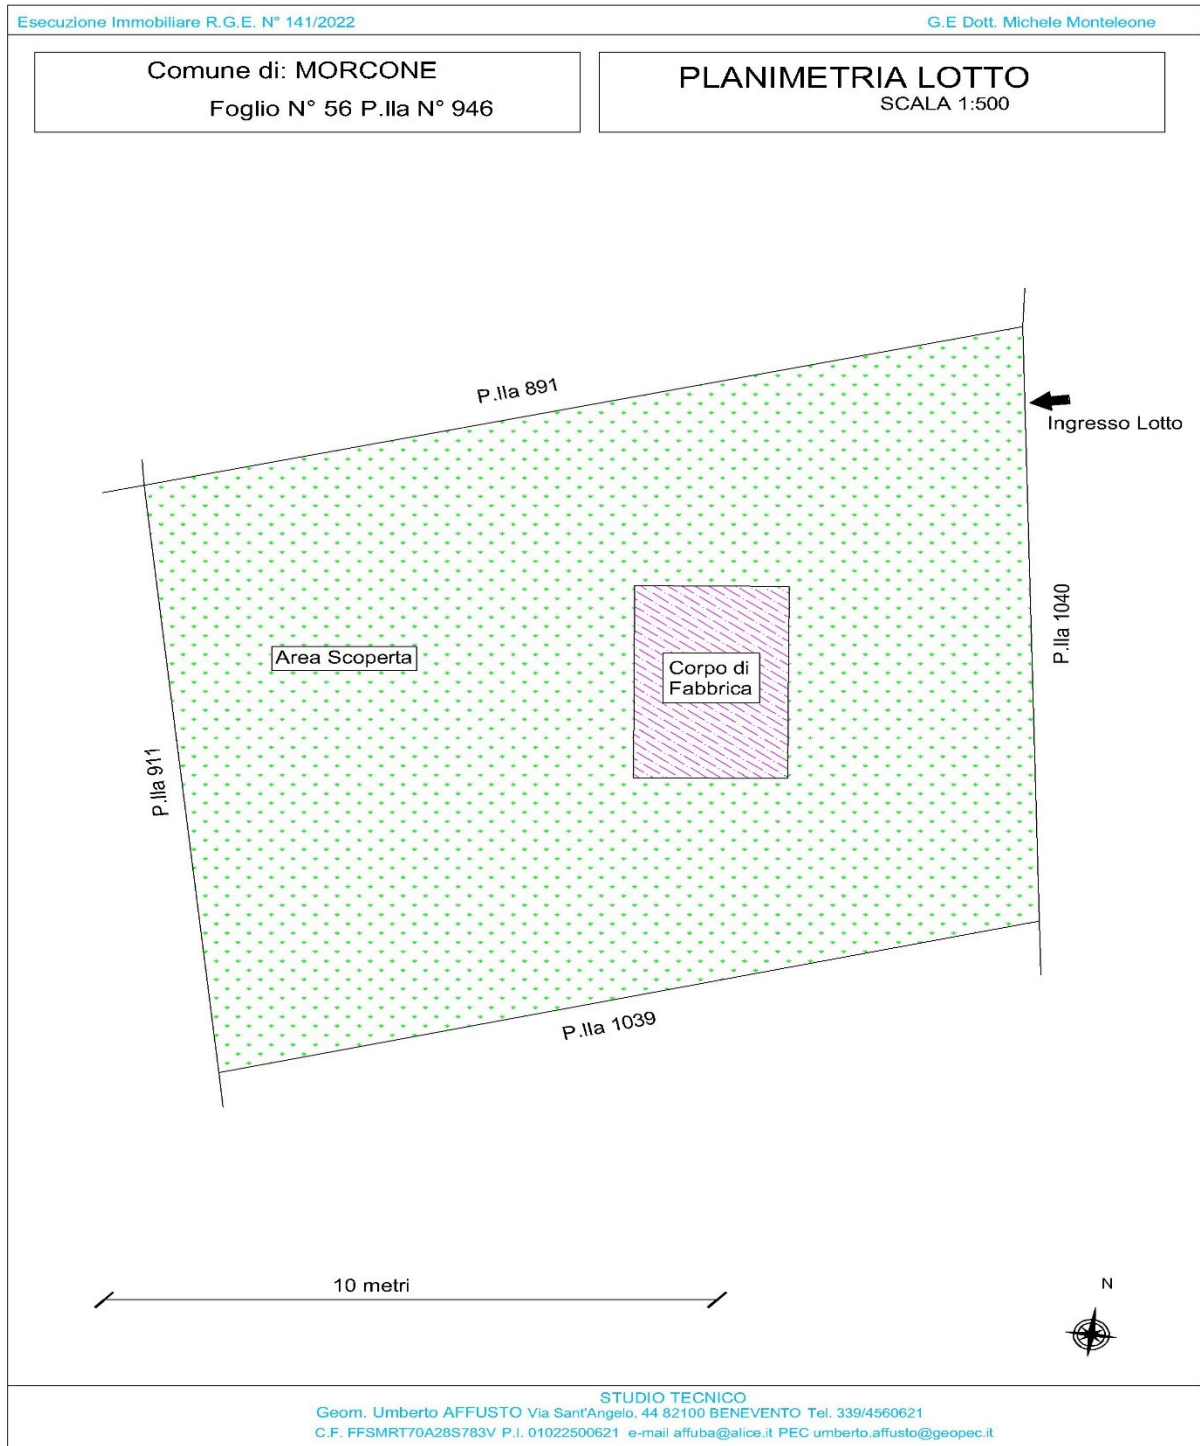 Esecuzione Immobiliare R.G.E. N° 141/2022
G.E Dott. Michele Monteleone
Comune di: MORCONE
Foglio N° 56 P.lla N° 946
PLANIMETRIA LOTTO
SCALA 1:500
P.lla 891
Ingresso Lotto
P.lla 1040
Area Scoperta
Corpo di
Fabbrica
P.lla 911
P.lla 1039
10 metri
N
STUDIO TECNICO
Geom. Umberto AFFUSTO Via Sant'Angelo, 44 82100 BENEVENTO Tel. 339/4560621
C.F. FFSMRT70A28S783V P.I. 01022500621 e-mail affuba@alice.it PEC umberto.affusto@geopec.it